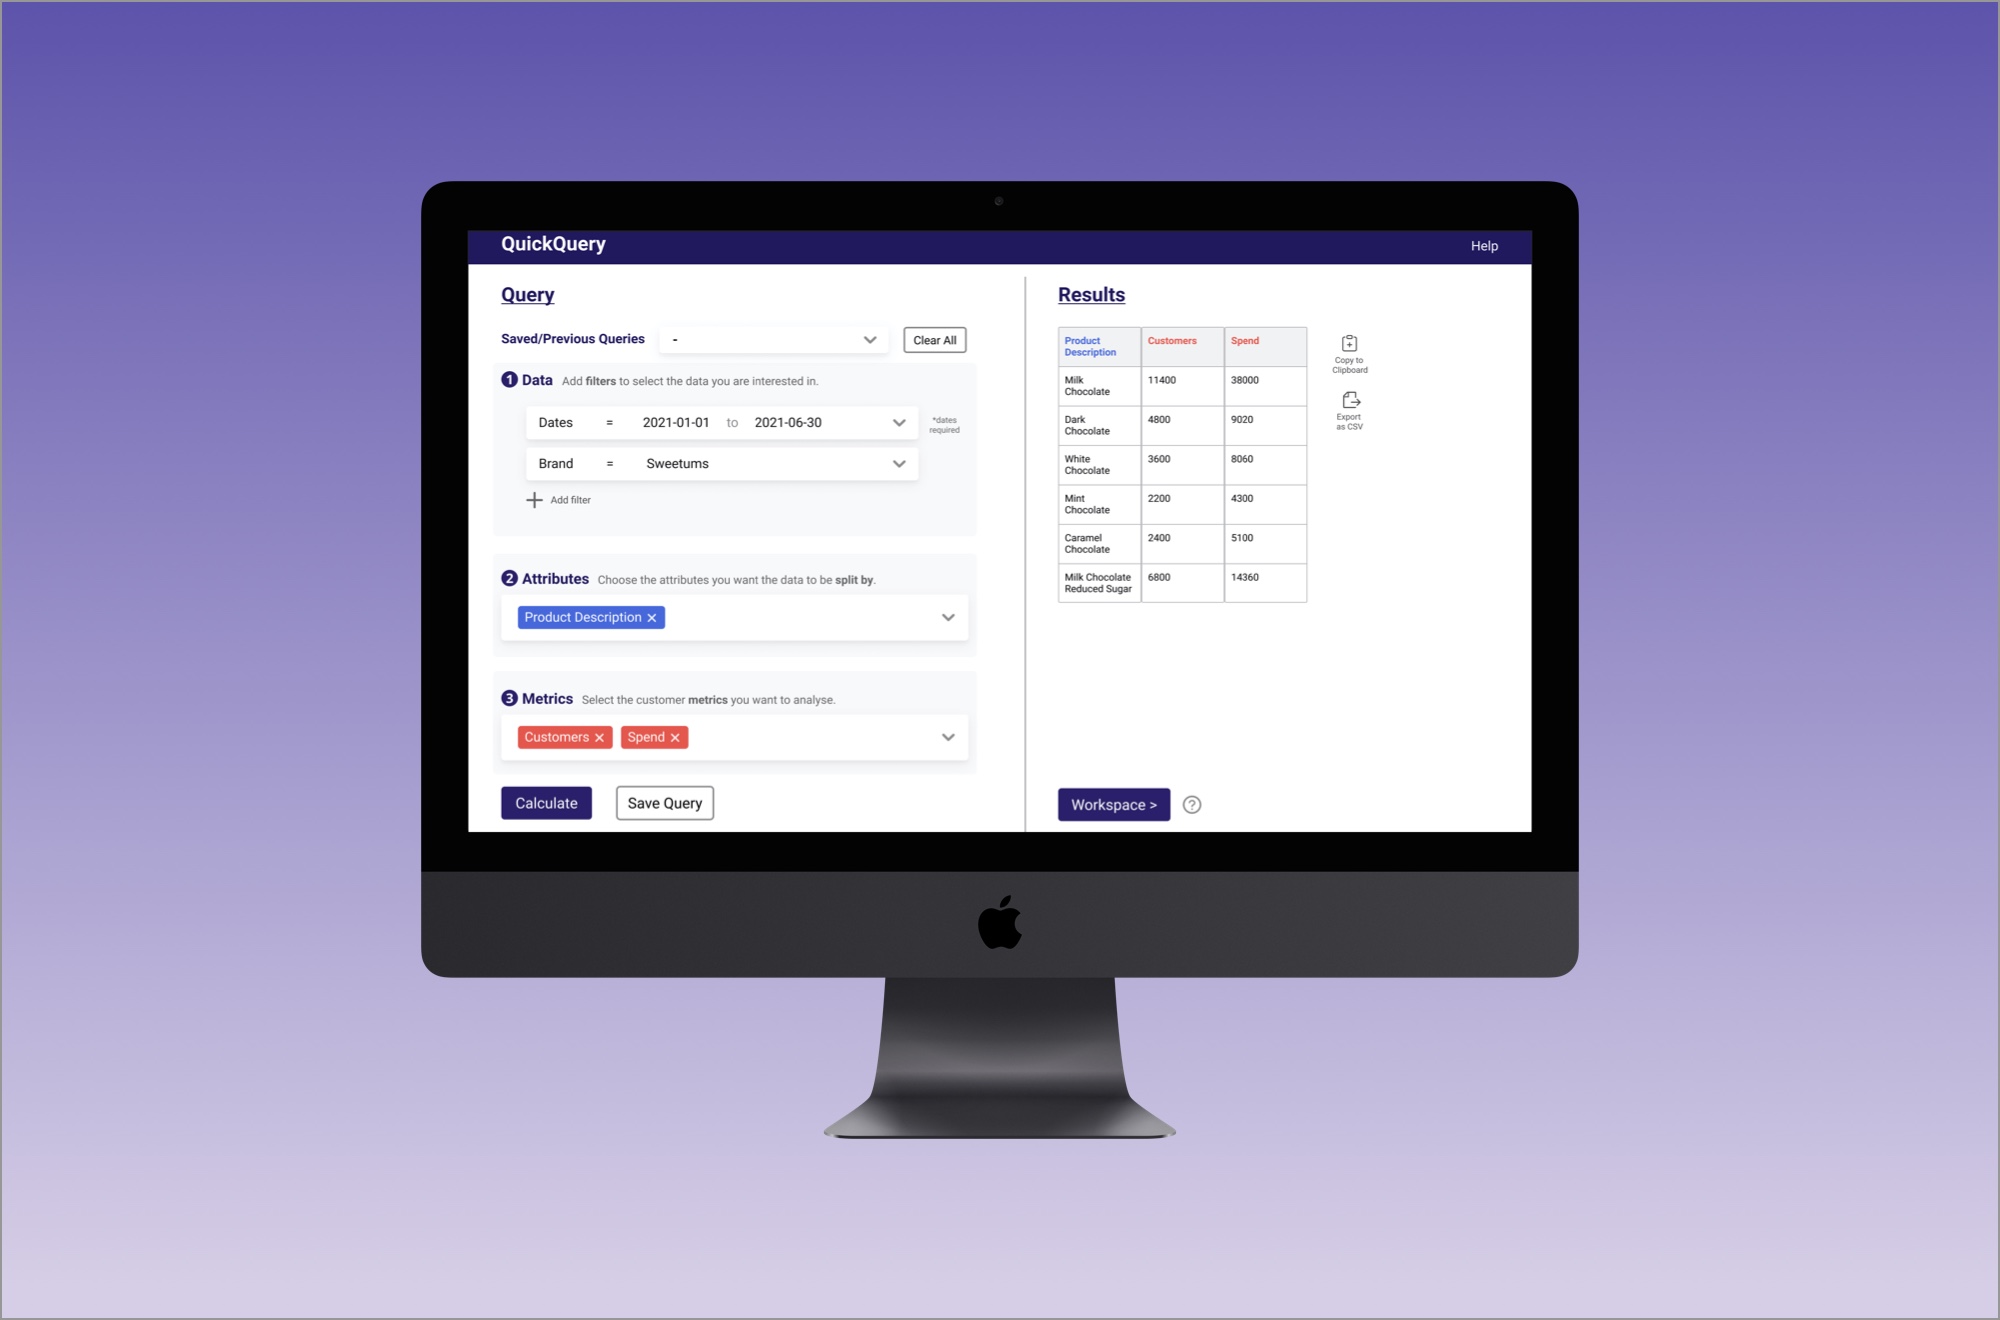 QuickQuery
Help
Query
Saved/Previous Queries
-
Clear All
1 Data Add filters to select the data you are interested in.
Dates = 2021-01-01 to 2021-06-30
*dates
required
Brand = Sweetums
Add filter
2 Attributes Choose the attributes you want the data to be split by.
Product Description ×
3 Metrics Select the customer metrics you want to analyse.
Customers × Spend ×
Calculate
Save Query
Results
Product
Description
Customers
Spend
Milk
Chocolate
11400
38000
Dark
Chocolate
4800
9020
White
Chocolate
3600
8060
Mint
Chocolate
2200
4300
Caramel
Chocolate
2400
5100
Milk Chocolate
Reduced Sugar
6800
14360
Copy to
Clipboard
Export
as CSV
Workspace >
?